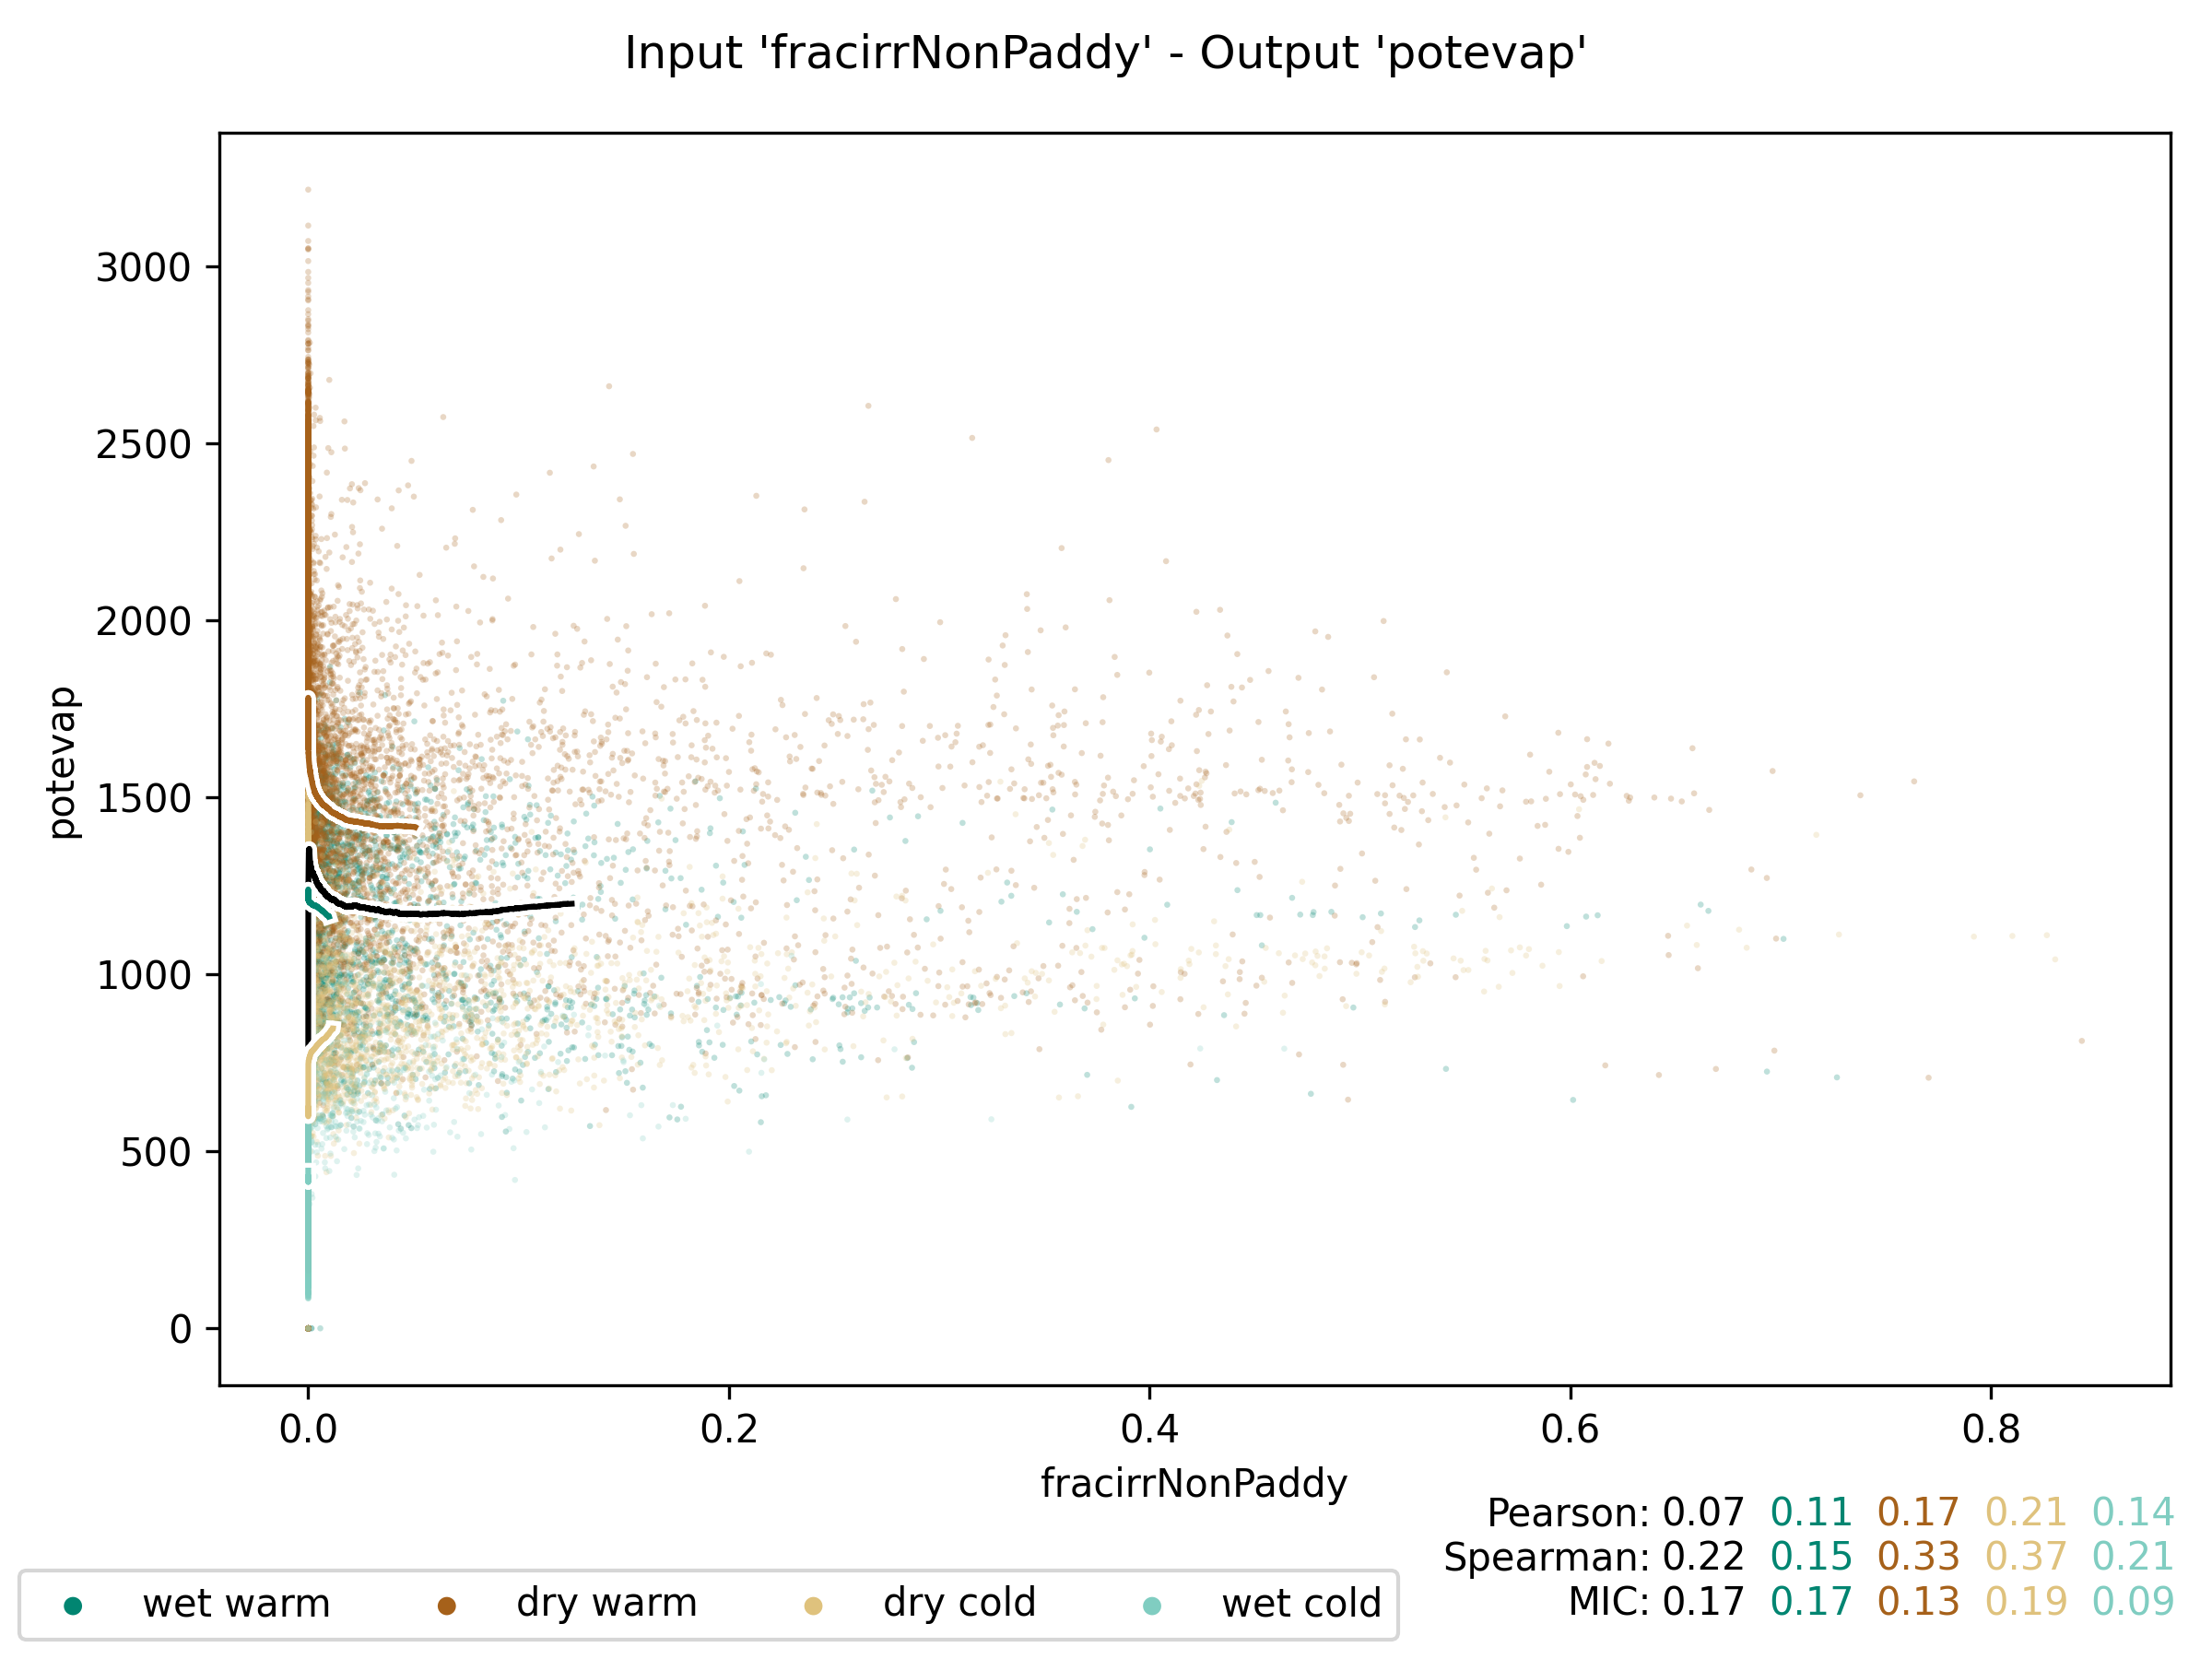 Input 'fracirrNonPaddy' - Output 'potevap'
potevap
3000
2500
2000
1500
1000
500
0
0.0 0.2 0.4 0.6 0.8
fracirrNonPaddy
Pearson: 0.07 0.11 0.17 0.21 0.14
Spearman: 0.22 0.15 0.33 0.37 0.21
MIC: 0.17 0.17 0.13 0.19 0.09
wet warm dry warm dry cold wet cold